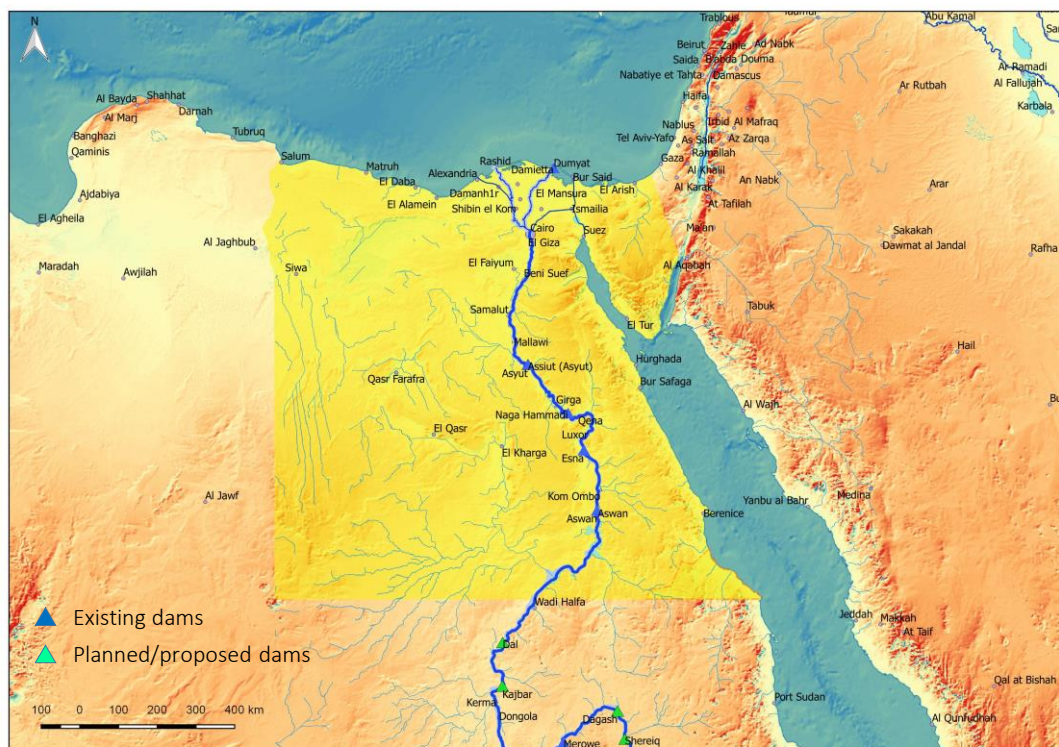 N
Trablous
Abu Kamal
Beirut
Zahle
Ad Nabk
Saida
B'abda
Douma
Nabatiye et Tahta
Damascus
Ar Ramadi
Al Fallujah
Ar Rutbah
Karbala
Haifa
Al Bayda
Shahhat
Al Marj
Darnah
Banghazi
Tubruq
Qaminis
Nablus
Irbid
Al Mafraq
Tel Aviv-Yafo
As Salt
Az Zarqa
Ramallah
Gaza
Al Khalil
Salum
Matruh
Rashid
Damietta
Dumyat
Alexandria
Bur Said
El Daba
Al Karak
An Nabk
Arar
Ajdabiya
El Alamein
Damanh1r
El Mansura
El Arish
At Tafilah
Shibin el Kom
Ismailia
El Agheila
Cairo
Suez
Ma'an
Sakakah
Al Jaghbub
El Giza
Dawmat al Jandal
Rafha
Maradah
Awjilah
Siwa
El Faiyum
Beni Suef
Al Aqabah
Samalut
El Tur
Tabuk
Mallawi
Hurghada
Hail
Assiut (Asyut)
Asyut
Qasr Farafra
Bur Safaga
Girga
Al Wajh
Bu
Naga Hammadi
Qena
El Qasr
Luxor
El Kharga
Esna
Al Jawf
Kom Ombo
Yanbu al Bahr
Medina
Aswan
Aswan
Berenice
Wadi Halfa
Jeddah
Makkah
At Taif
Existing dams
Planned/proposed dams
Dal
Kajbar
Kerma
Dongola
Dagash
Port Sudan
Qal at Bishah
Al Qunfudhah
Merowe
Shereiq
100 0 100 200 300 400 km